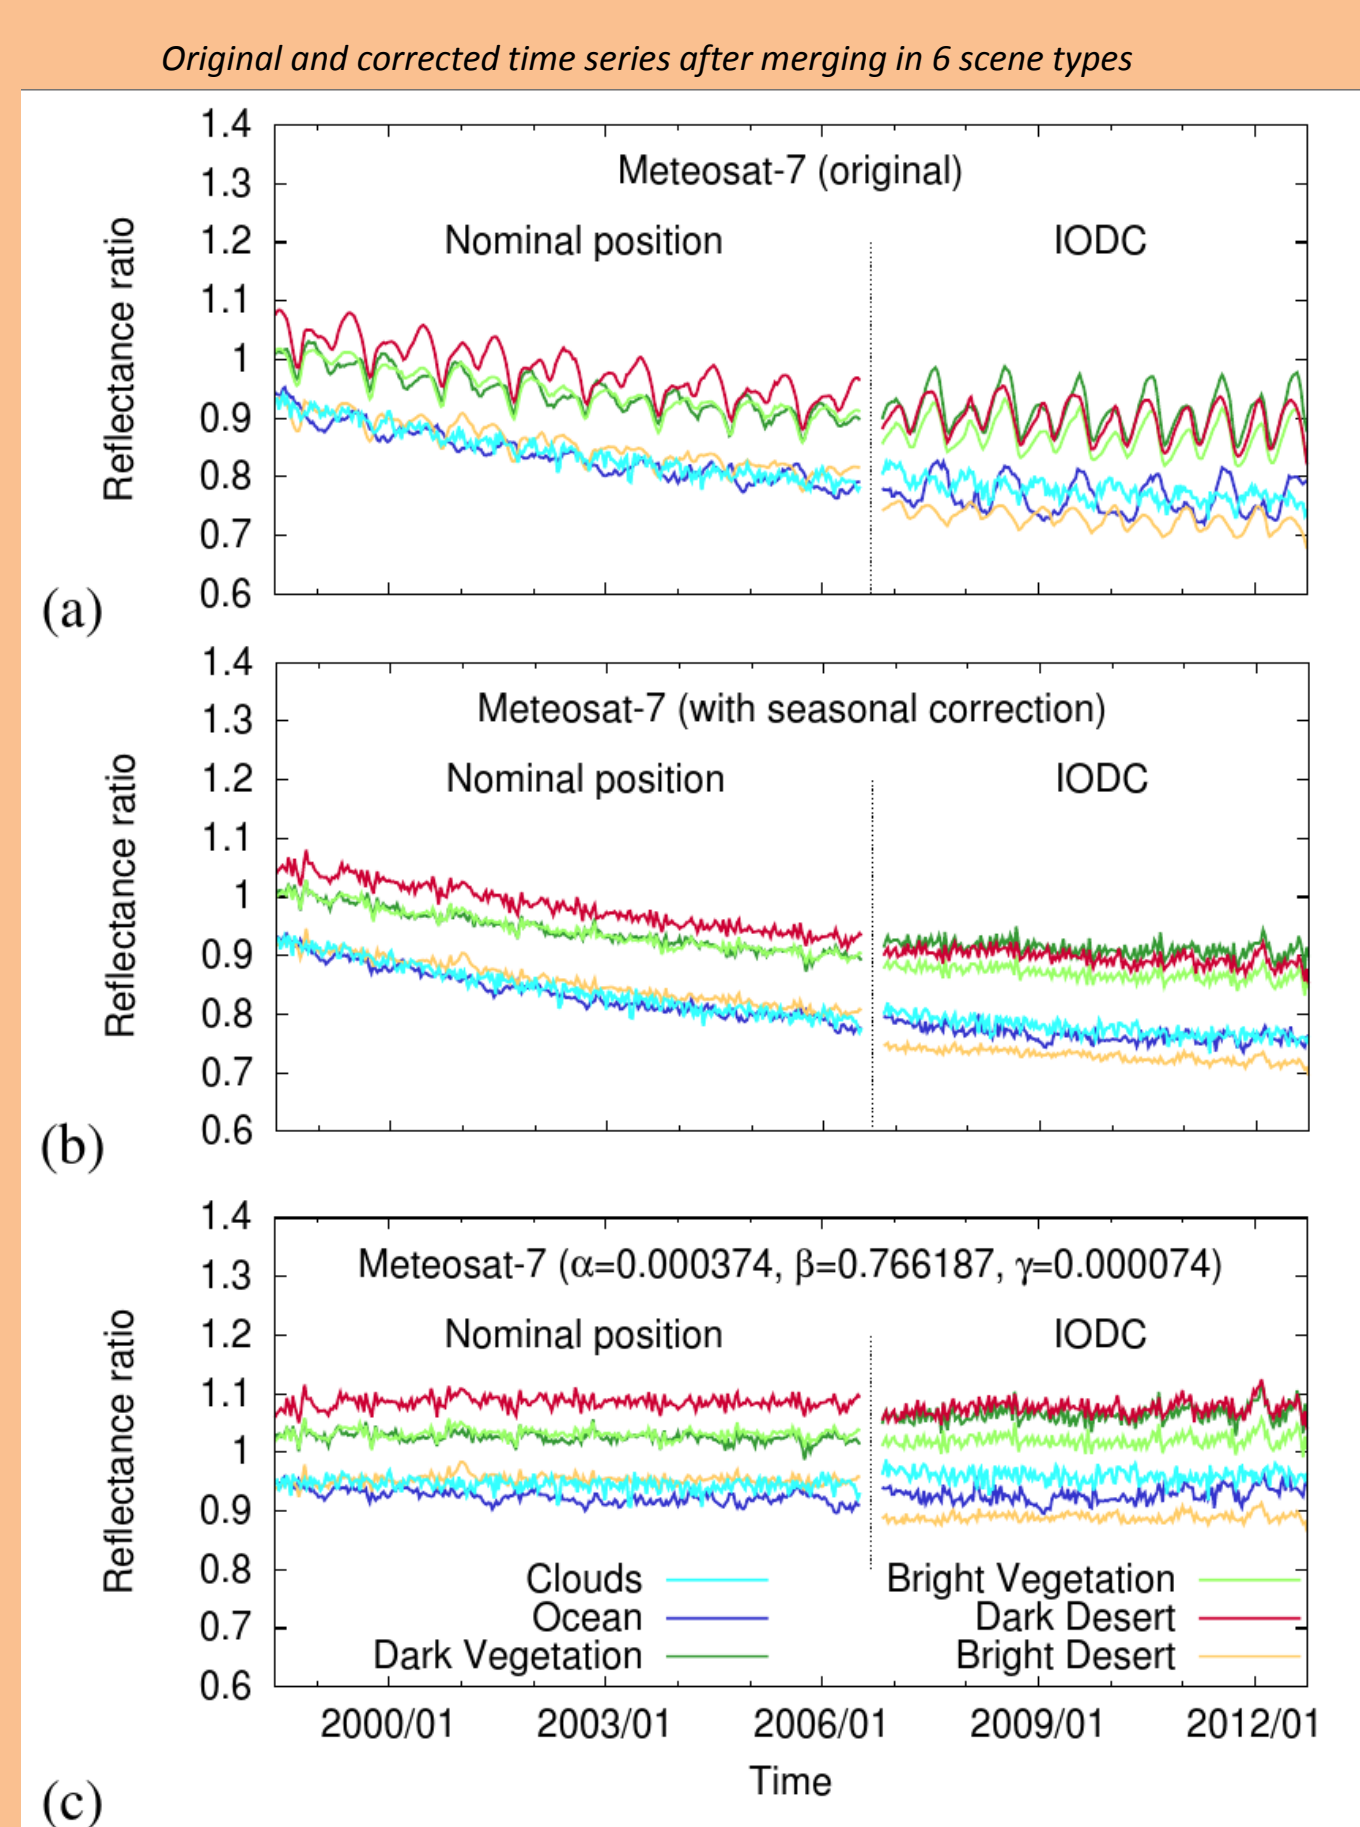 Original and corrected time series after merging in 6 scene types
1.4
1.3
1.2
1.1
1
0.9
0.8
0.7
0.6
Reflectance ratio
Meteosat-7 (original)
Nominal position
IODC
(a)
1.4
1.3
1.2
1.1
1
0.9
0.8
0.7
0.6
Reflectance ratio
Meteosat-7 (with seasonal correction)
Nominal position
IODC
(b)
1.4
1.3
1.2
1.1
1
0.9
0.8
0.7
0.6
Reflectance ratio
Meteosat-7 (α=0.000374, β=0.766187, γ=0.000074)
Nominal position
IODC
Clouds
Ocean
Dark Vegetation
Bright Vegetation
Dark Desert
Bright Desert
2000/01
2003/01
2006/01
2009/01
2012/01
Time
(c)